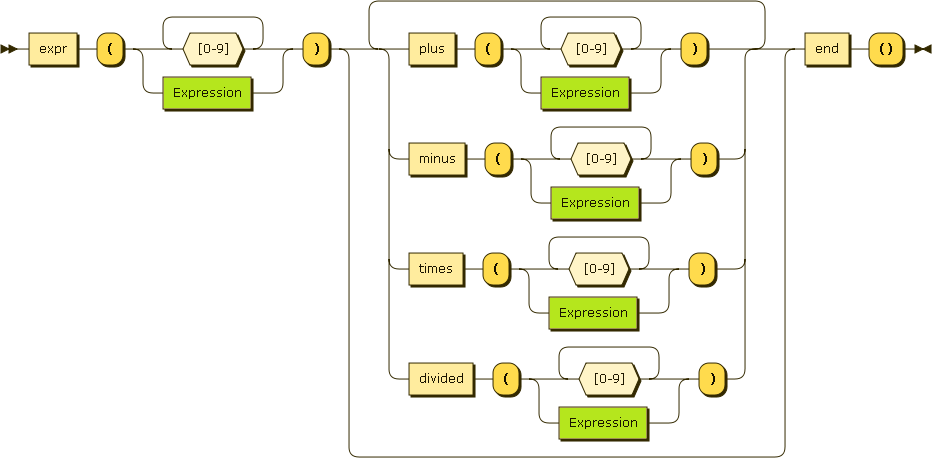 expr ( [0-9] ) plus ( [0-9] ) end ()
Expression Expression
minus ( [0-9] )
Expression
times ( [0-9] )
Expression
divided ( [0-9] )
Expression